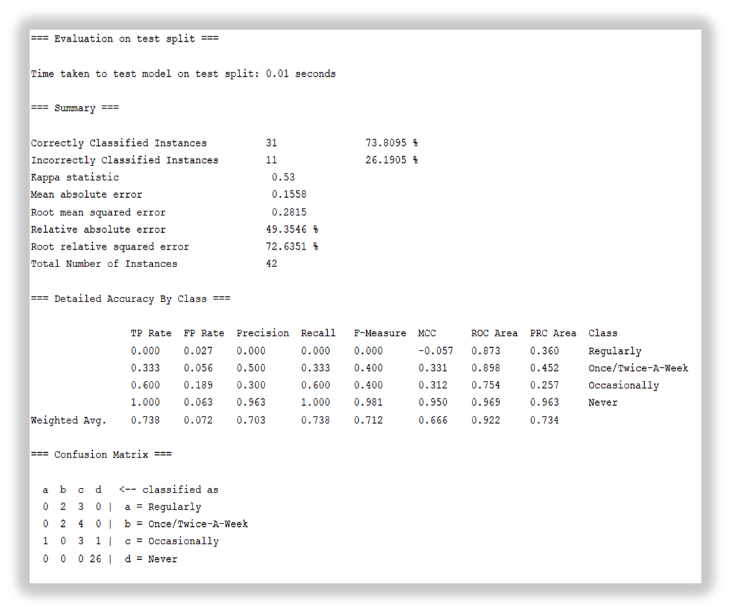 === Evaluation on test split ===
Time taken to test model on test split: 0.01 seconds
=== Summary ===
Correctly Classified Instances 31 73.8095 %
Incorrectly Classified Instances 11 26.1905 %
Kappa statistic 0.53
Mean absolute error 0.1558
Root mean squared error 0.2815
Relative absolute error 49.3546 %
Root relative squared error 72.6351 %
Total Number of Instances 42
=== Detailed Accuracy By Class ===
TP Rate FP Rate Precision Recall F-Measure MCC ROC Area PRC Area Class
0.000 0.027 0.000 0.000 0.000 -0.057 0.873 0.360 Regularly
0.333 0.056 0.500 0.333 0.400 0.331 0.898 0.452 Once/Twice-A-Week
0.600 0.189 0.300 0.600 0.400 0.312 0.754 0.257 Occasionally
1.000 0.063 0.963 1.000 0.981 0.950 0.969 0.963 Never
Weighted Avg. 0.738 0.072 0.703 0.738 0.712 0.666 0.922 0.734
=== Confusion Matrix ===
a b c d <-- classified as
0 2 3 0 | a = Regularly
0 2 4 0 | b = Once/Twice-A-Week
1 0 3 1 | c = Occasionally
0 0 0 26 | d = Never